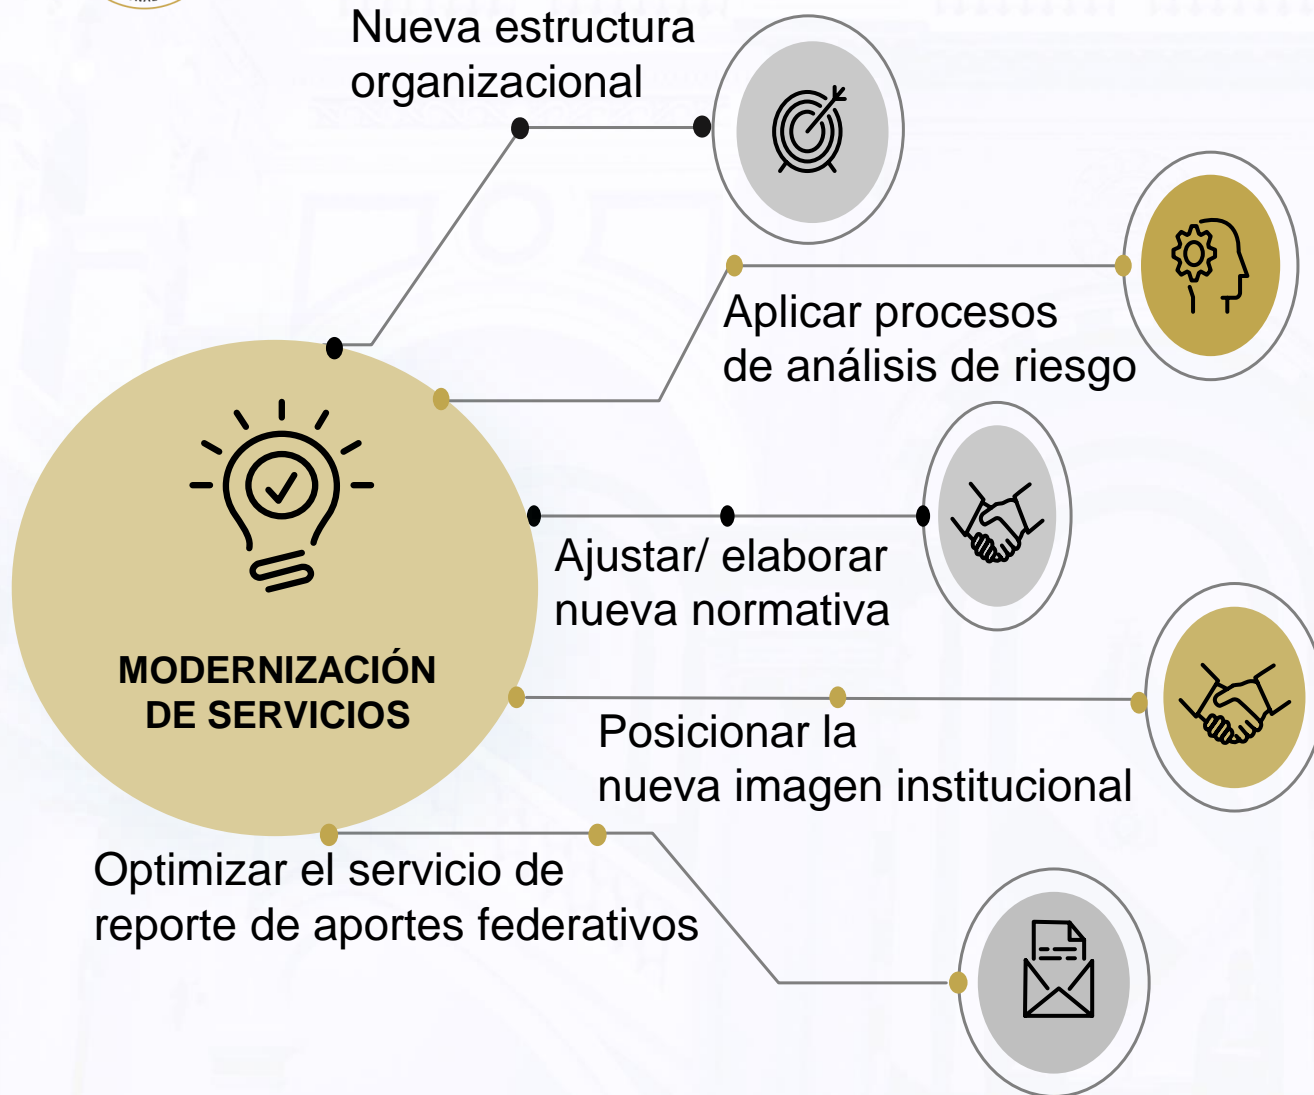 Nueva estructura
organizacional
Aplicar procesos
de análisis de riesgo
Ajustar/ elaborar
nueva normativa
MODERNIZACIÓN
DE SERVICIOS
Posicionar la
nueva imagen institucional
Optimizar el servicio de
reporte de aportes federativos